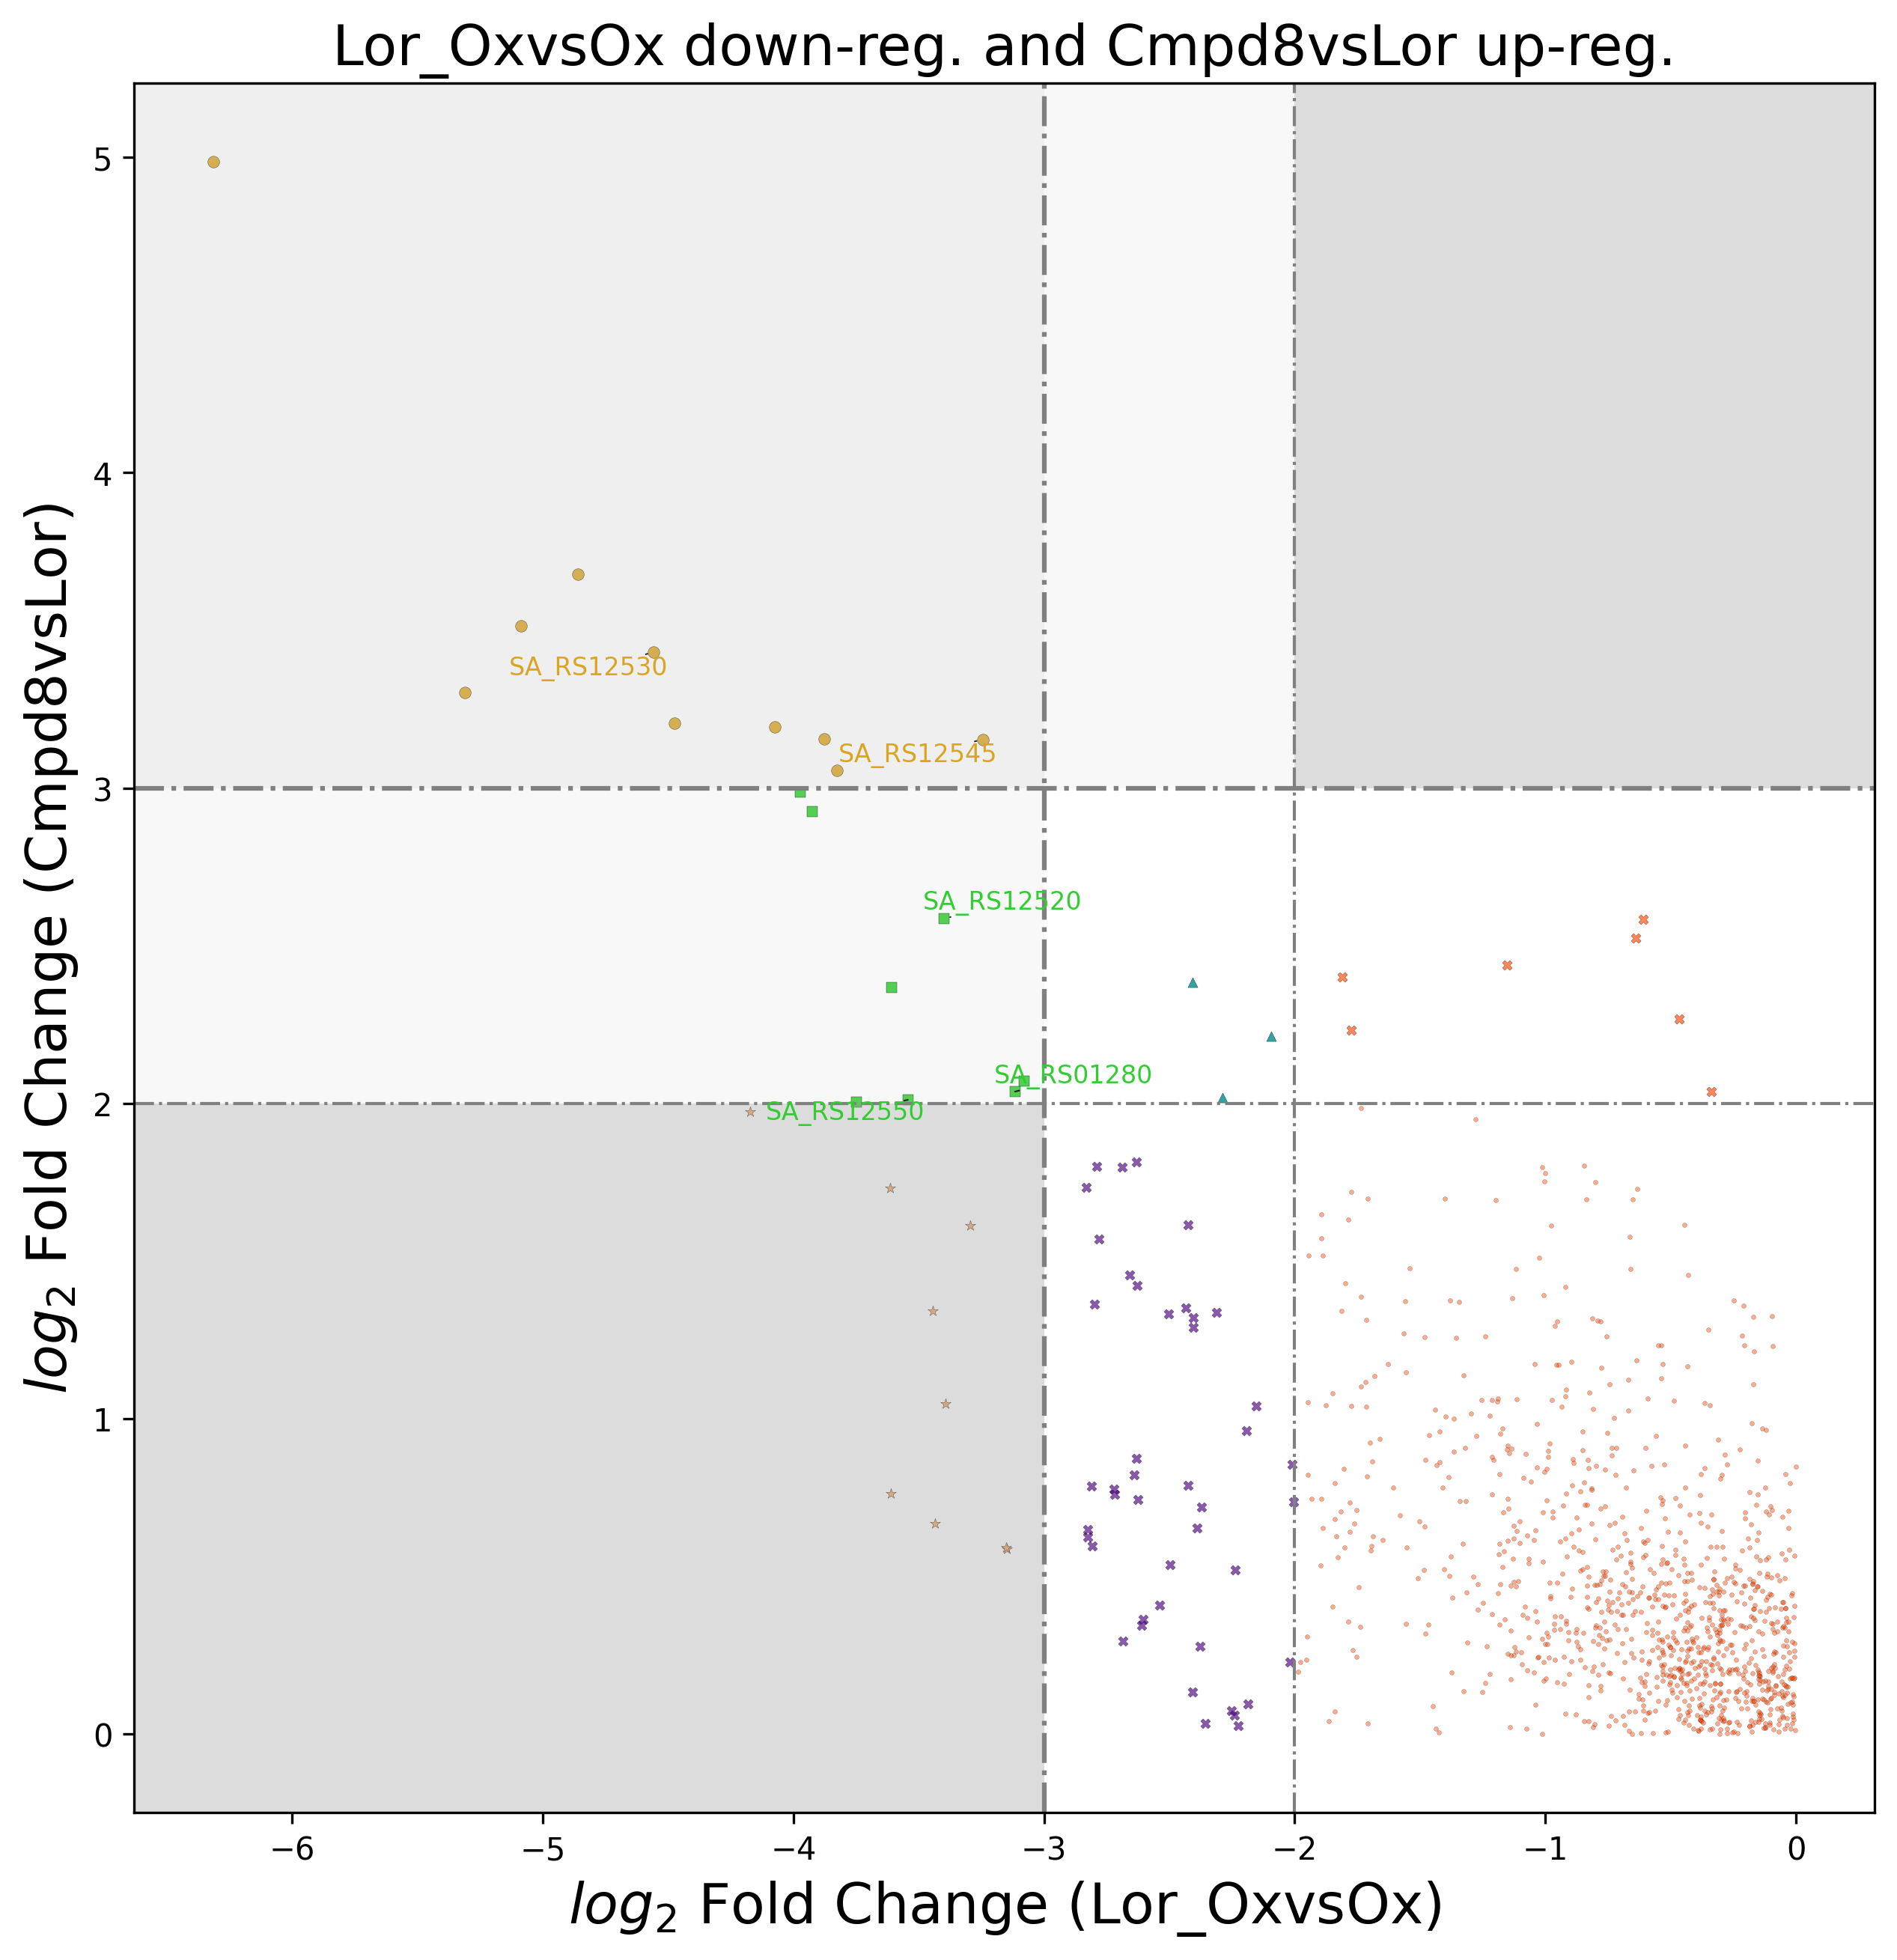 Lor_OxvsOx down-reg. and Cmpd8vsLor up-reg.
log2 Fold Change (Cmpd8vsLor)
5
4
3
2
1
0
SA_RS12530
SA_RS12545
SA_RS12520
SA_RS01280
SA_RS12550
−6
−5
−4
−3
−2
−1
0
log2 Fold Change (Lor_OxvsOx)